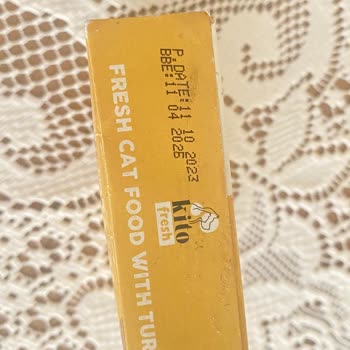 P.DATE:11 10 2023
BBE:11 04 2026
kito
fresh
FRESH CAT FOOD WITH TUR